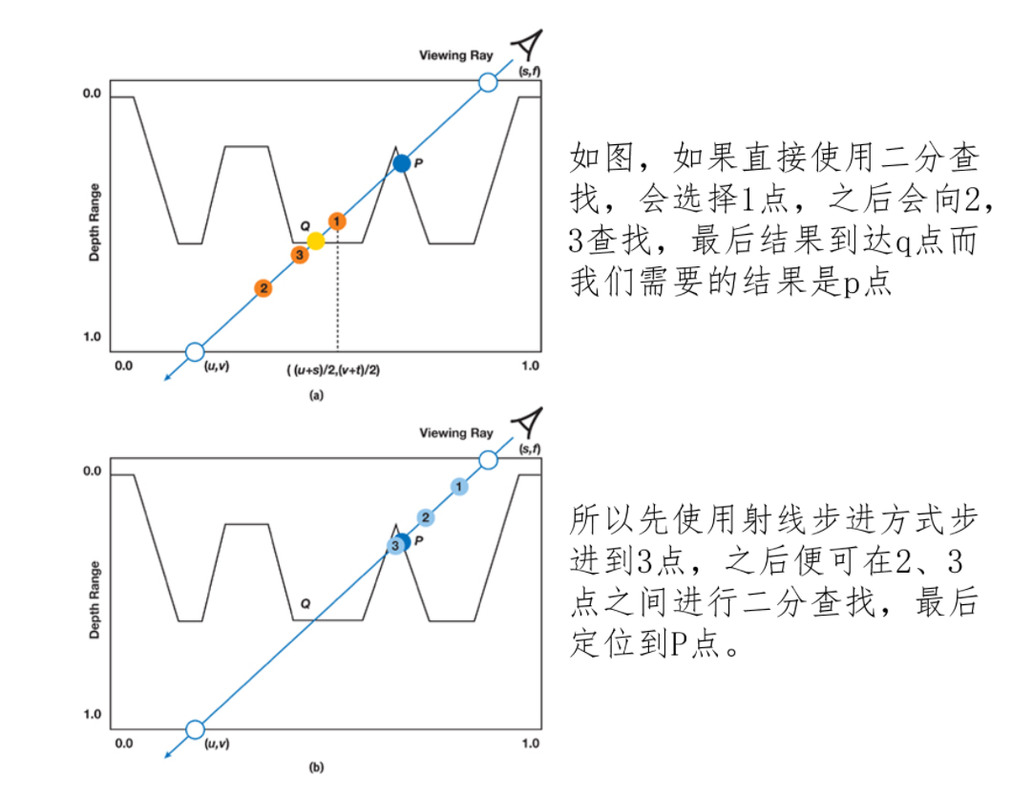 Viewing Ray
(s,t)
0.0
P
1
Q
3
2
Depth Range
1.0
(u,v)
0.0
( (u+s)/2,(v+t)/2)
1.0
(a)
如图，如果直接使用二分查
找，会选择1点，之后会向2，
3查找，最后结果到达q点而
我们需要的结果是p点
Viewing Ray
(s,t)
0.0
1
2
3
P
Q
Depth Range
1.0
(u,v)
0.0
1.0
(b)
所以先使用射线步进方式步
进到3点，之后便可在2、3
点之间进行二分查找，最后
定位到P点。